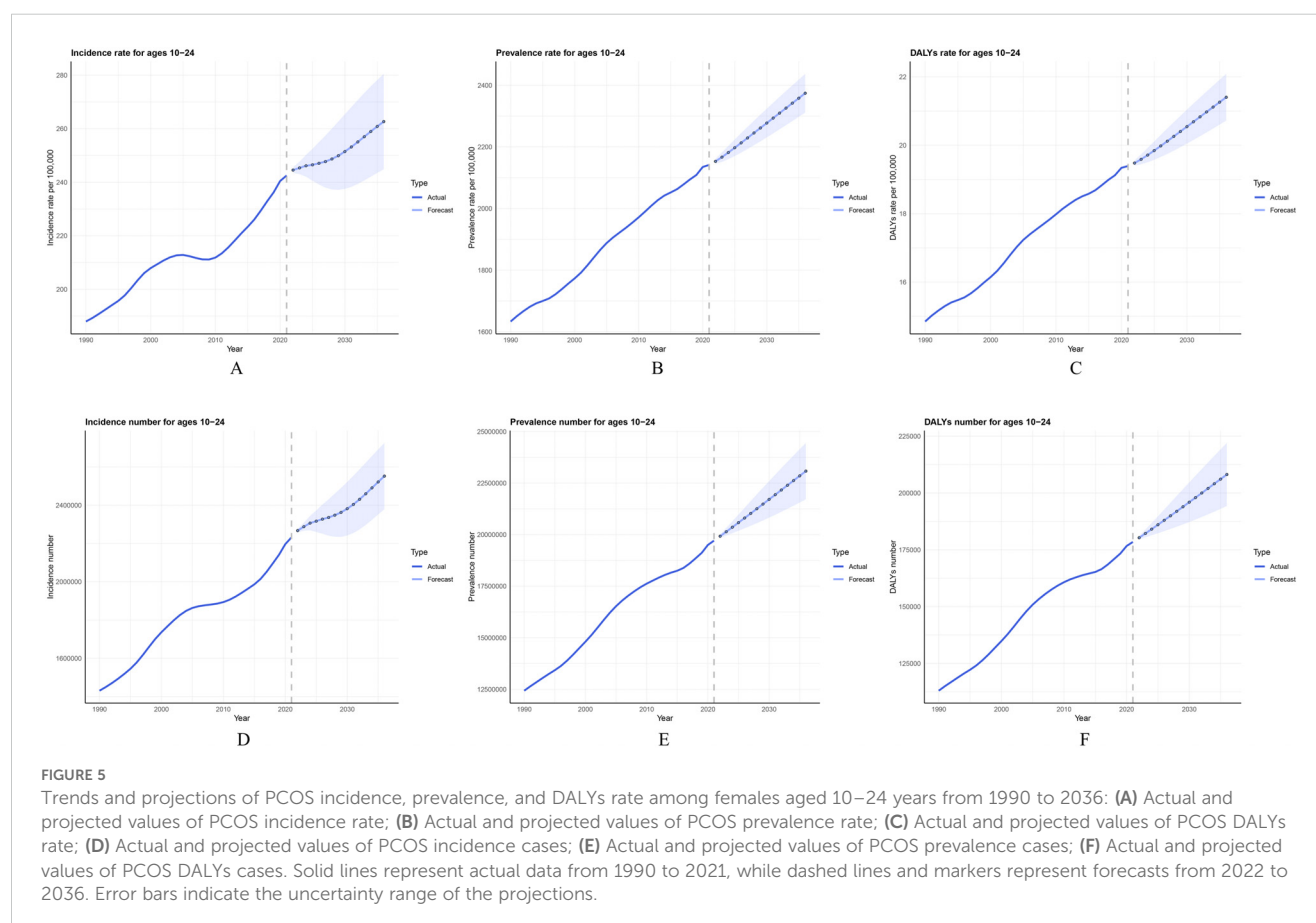 Incidence rate for ages 10−24
280
260
240
220
200
Incidence rate per 100,000
1990 2000 2010 2020 2030
Year
Type
Actual
Forecast
A
Prevalence rate for ages 10−24
2400
2200
2000
1800
1600
Prevalence rate per 100,000
1990 2000 2010 2020 2030
Year
Type
Actual
Forecast
B
DALYs rate for ages 10−24
22
20
18
16
DALYs rate per 100,000
1990 2000 2010 2020 2030
Year
Type
Actual
Forecast
C
Incidence number for ages 10−24
2400000
2000000
1600000
Incidence number
1990 2000 2010 2020 2030
Year
Type
Actual
Forecast
D
Prevalence number for ages 10−24
25000000
22500000
20000000
17500000
15000000
12500000
Prevalence number
1990 2000 2010 2020 2030
Year
Type
Actual
Forecast
E
DALYs number for ages 10−24
225000
200000
175000
150000
125000
DALYs number
1990 2000 2010 2020 2030
Year
Type
Actual
Forecast
F
FIGURE 5
Trends and projections of PCOS incidence, prevalence, and DALYs rate among females aged 10–24 years from 1990 to 2036: (A) Actual and
projected values of PCOS incidence rate; (B) Actual and projected values of PCOS prevalence rate; (C) Actual and projected values of PCOS DALYs
rate; (D) Actual and projected values of PCOS incidence cases; (E) Actual and projected values of PCOS prevalence cases; (F) Actual and projected
values of PCOS DALYs cases. Solid lines represent actual data from 1990 to 2021, while dashed lines and markers represent forecasts from 2022 to
2036. Error bars indicate the uncertainty range of the projections.